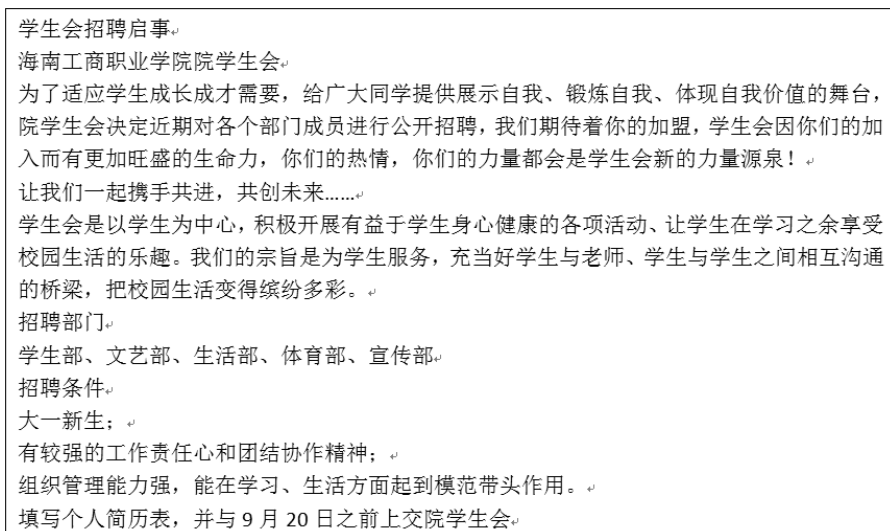 学生会招聘启事
海南工商职业学院院学生会
为了适应学生成长成才需要，给广大同学提供展示自我、锻炼自我、体现自我价值的舞台，
院学生会决定近期对各个部门成员进行公开招聘，我们期待着你的加盟，学生会因你们的加
入而有更加旺盛的生命力，你们的热情，你们的力量都会是学生会新的力量源泉！
让我们一起携手共进，共创未来……
学生会是以学生为中心，积极开展有益于学生身心健康的各项活动、让学生在学习之余享受
校园生活的乐趣。我们的宗旨是为学生服务，充当好学生与老师、学生与学生之间相互沟通
的桥梁，把校园生活变得缤纷多彩。
招聘部门
学生部、文艺部、生活部、体育部、宣传部
招聘条件
大一新生；
有较强的工作责任心和团结协作精神；
组织管理能力强，能在学习、生活方面起到模范带头作用。
填写个人简历表，并与 9 月 20 日之前上交院学生会